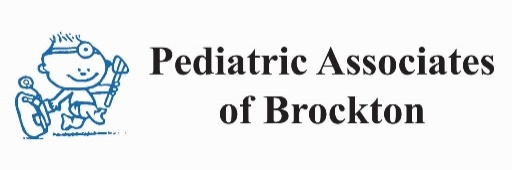 Pediatric Associates
of Brockton